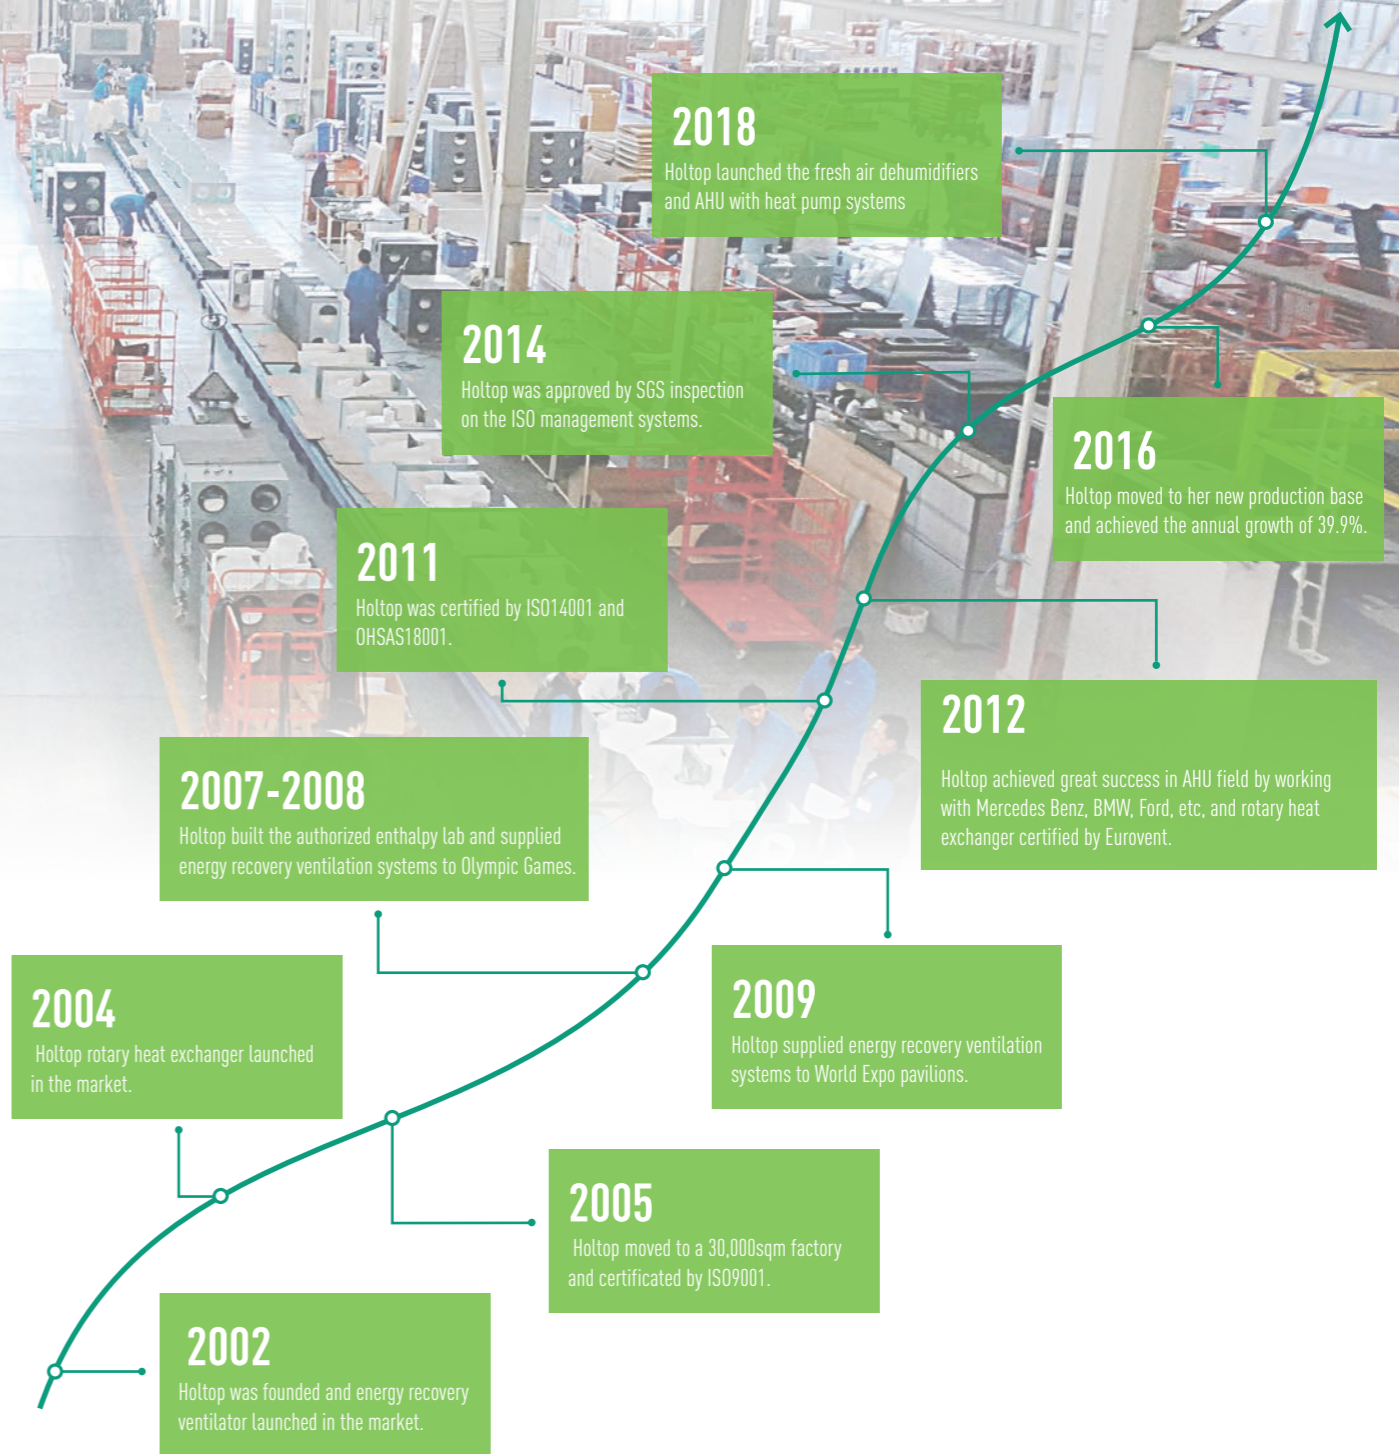 2018
Holtop launched the fresh air dehumidifiers
and AHU with heat pump systems
2014
Holtop was approved by SGS inspection
on the ISO management systems.
2016
Holtop moved to her new production base
and achieved the annual growth of 39.9%.
2011
Holtop was certified by ISO14001 and
OHSAS18001.
2012
Holtop achieved great success in AHU field by working
with Mercedes Benz, BMW, Ford, etc, and rotary heat
exchanger certified by Eurovent.
2007-2008
Holtop built the authorized enthalpy lab and supplied
energy recovery ventilation systems to Olympic Games.
2009
Holtop supplied energy recovery ventilation
systems to World Expo pavilions.
2004
Holtop rotary heat exchanger launched
in the market.
2005
Holtop moved to a 30,000sqm factory
and certificated by ISO9001.
2002
Holtop was founded and energy recovery
ventilator launched in the market.